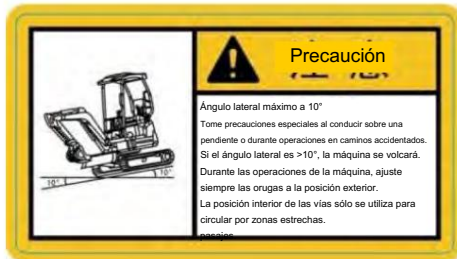 Precaución
Ángulo lateral máximo a 10°
Tome precauciones especiales al conducir sobre una
pendiente o durante operaciones en caminos accidentados.
Si el ángulo lateral es >10°, la máquina se volcará.
Durante las operaciones de la máquina, ajuste
siempre las orugas a la posición exterior.
La posición interior de las vías sólo se utiliza para
circular por zonas estrechas.
pasajes.
10° 10°